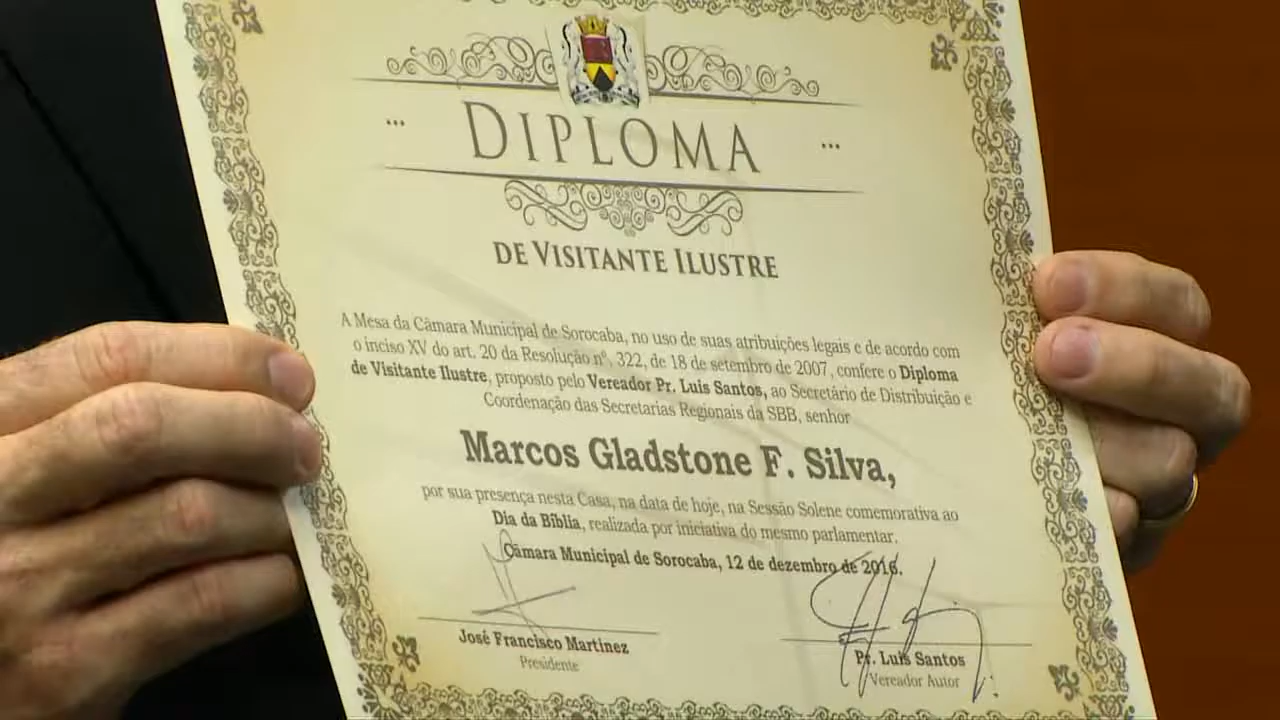 DIPLOMA
DE VISITANTE ILUSTRE
A Mesa da Câmara Municipal de Sorocaba, no uso de suas atribuições legais e de acordo com
o inciso XV do art. 20 da Resolução nº. 322, de 18 de setembro de 2007, confere o Diploma
de Visitante Ilustre, proposto pelo Vereador Pr. Luis Santos, ao Secretário de Distribuição e
Coordenação das Secretarias Regionais da SBB, senhor
Marcos Gladstone F. Silva,
por sua presença nesta Casa, na data de hoje, na Sessão Solene comemorativa ao
Dia da Bíblia, realizada por iniciativa do mesmo parlamentar.
Câmara Municipal de Sorocaba, 12 de dezembro de 2016.
José Francisco Martinez
Presidente
Pr. Luis Santos
Vereador Autor